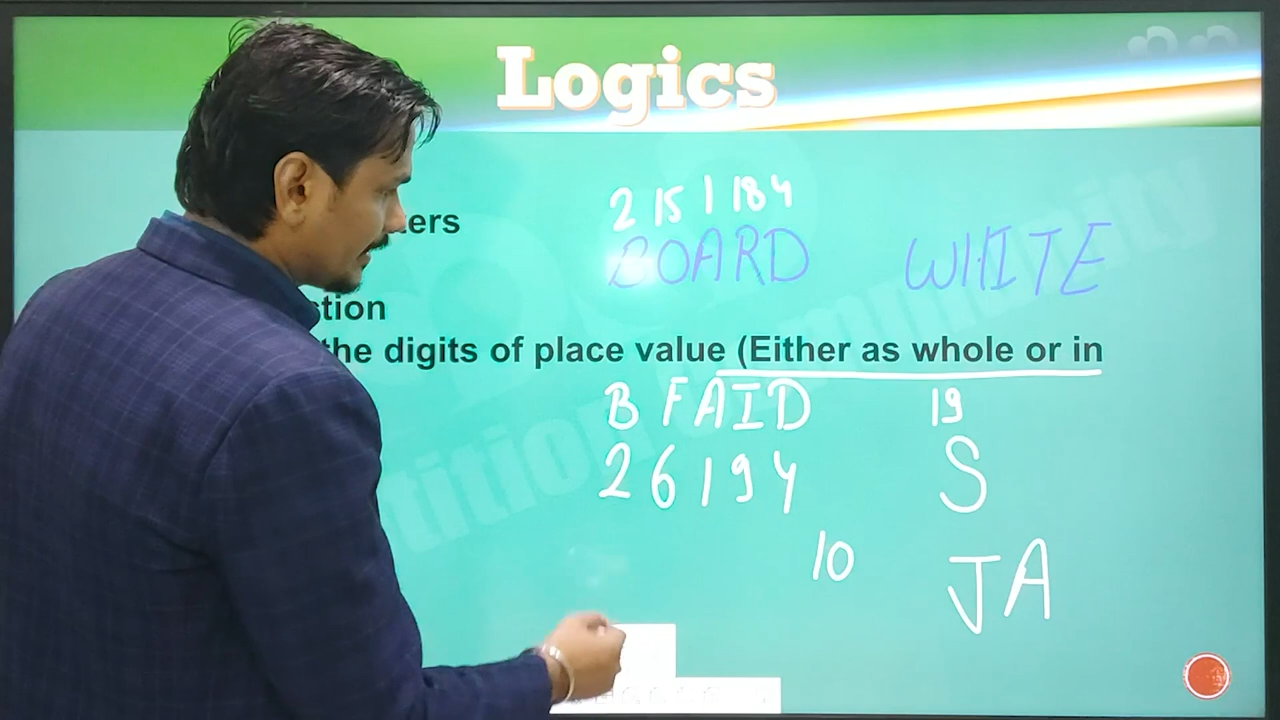 Logics
ers
2 15 1 18 4
BOARD WHITE
stion
the digits of place value (Either as whole or in
B F A I D 19
2 6 1 9 4 S
10 JA